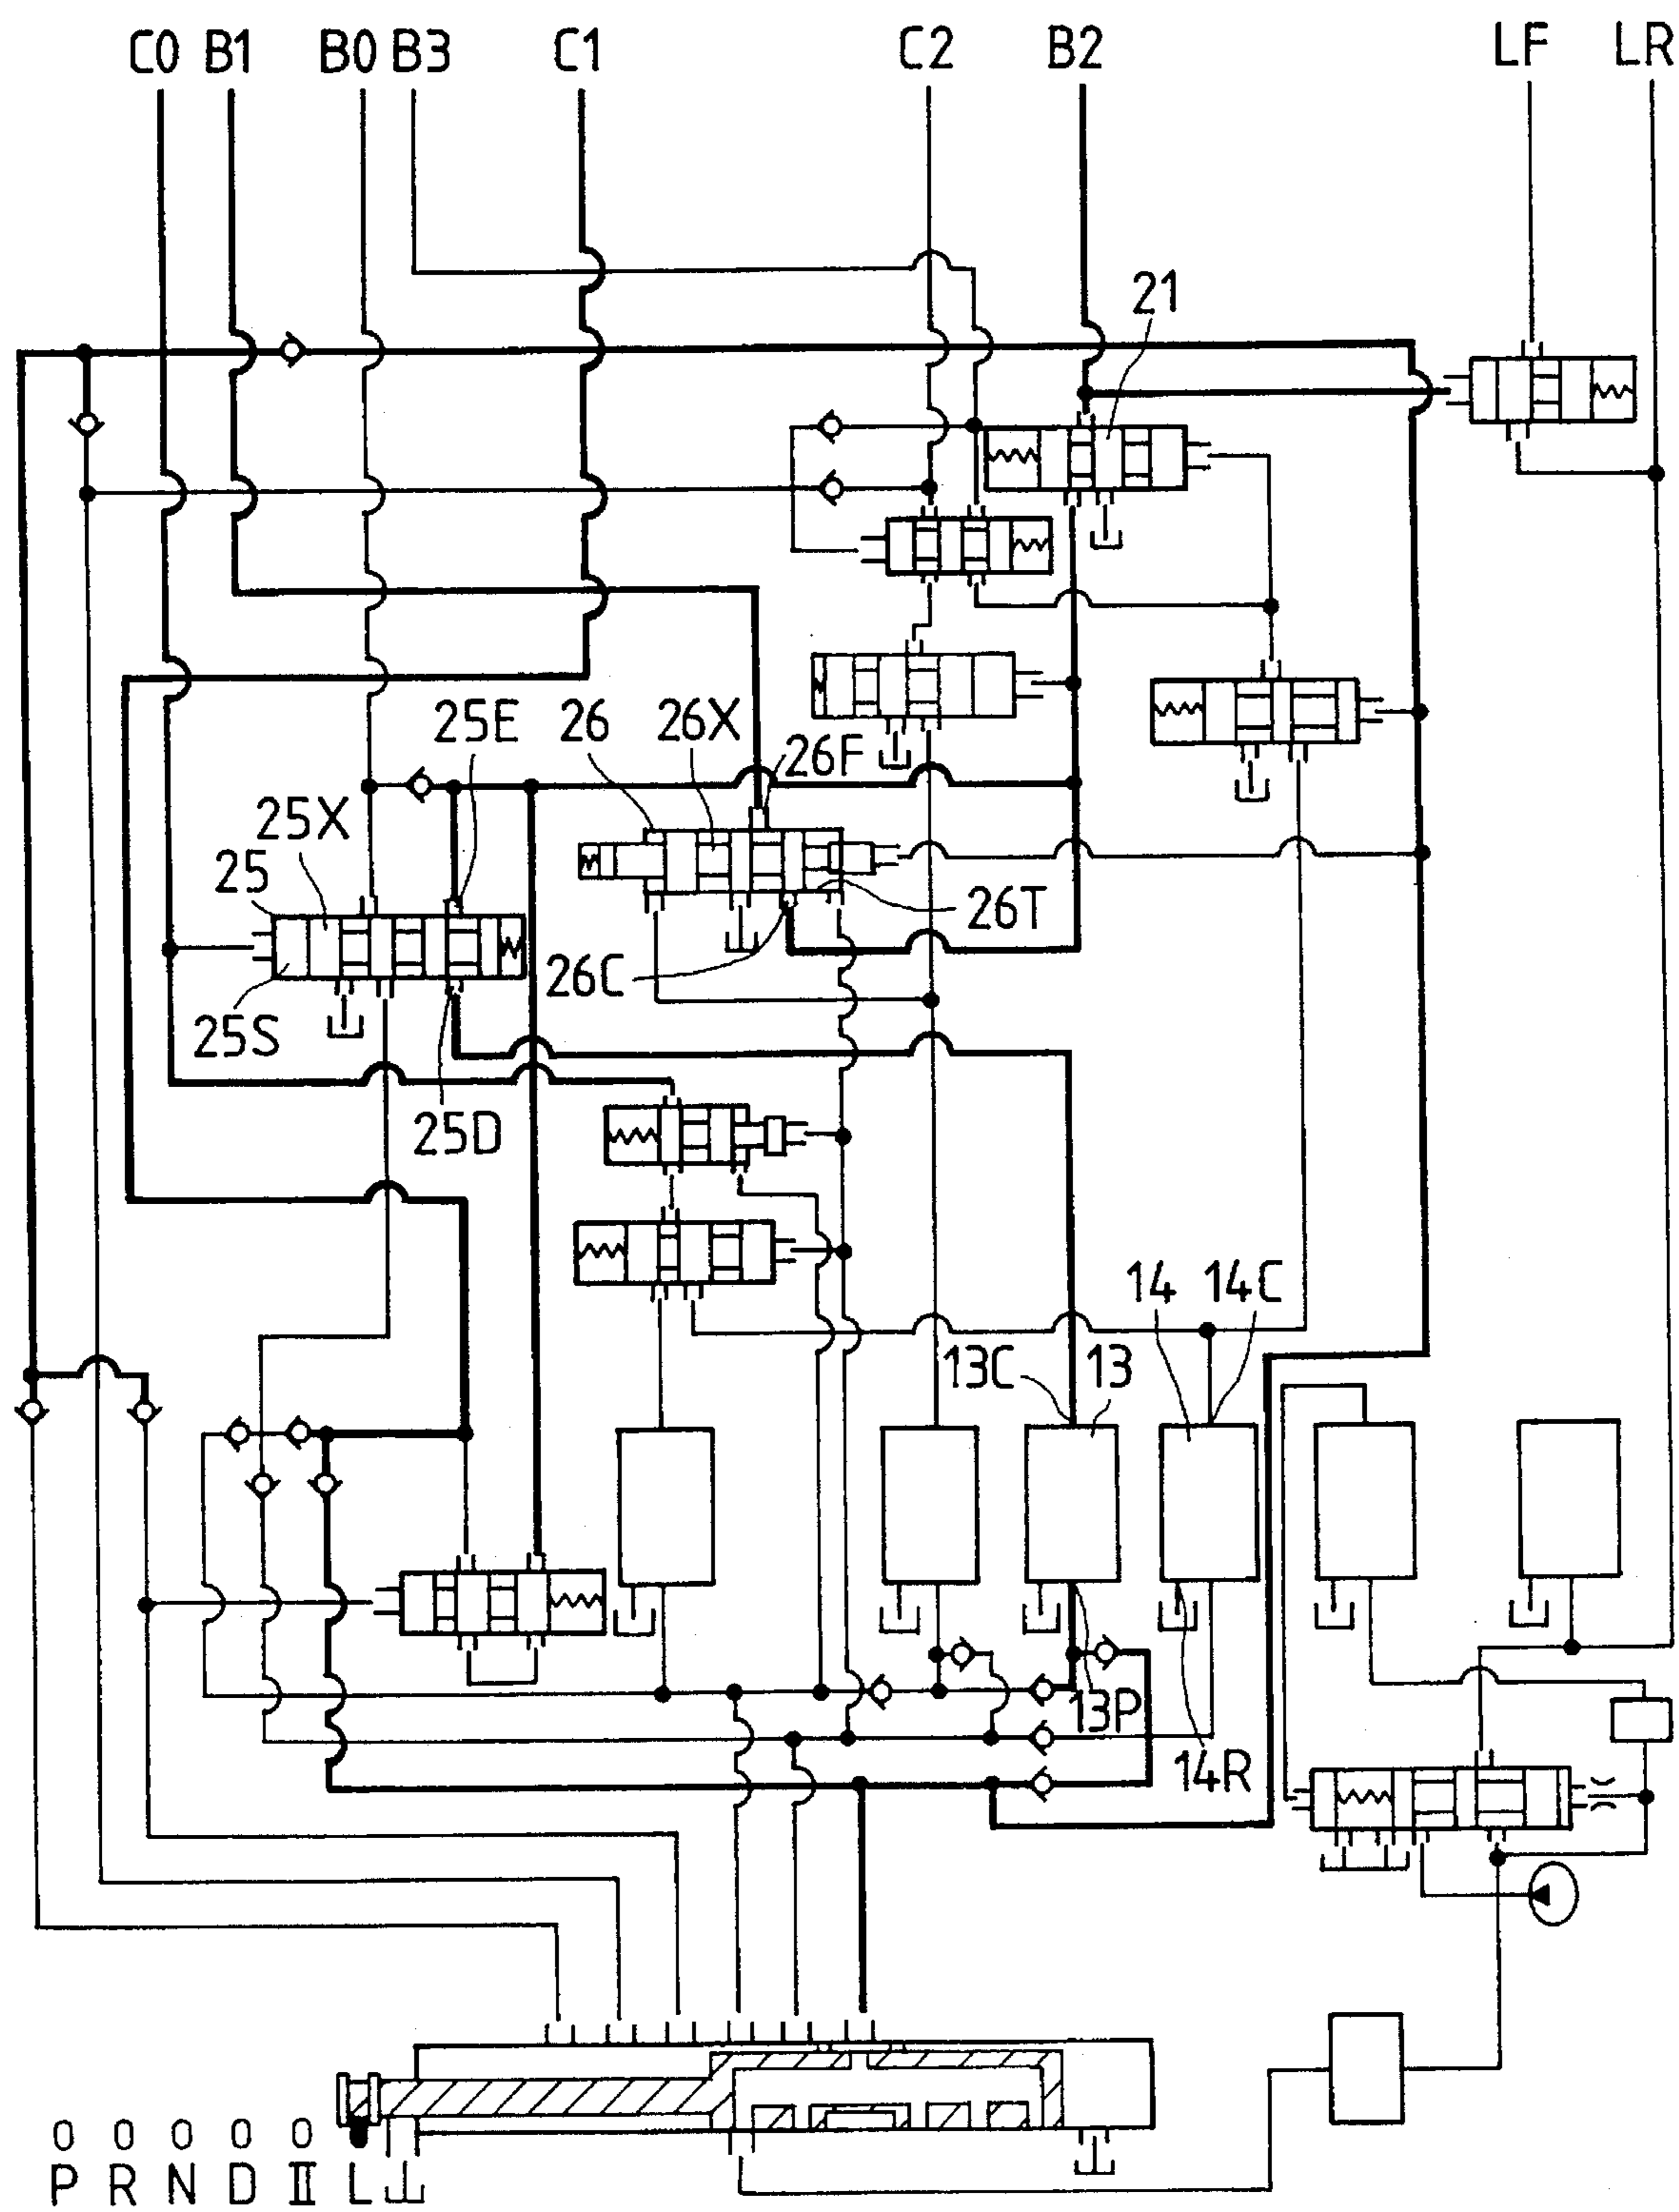 C0 B1 B0 B3 C1 C2 B2 LF LR
21
25E 26 26X 26F
25X
25
26T
26C
25S
25D
14 14C
13C 13
13P
14R
P R N D II L